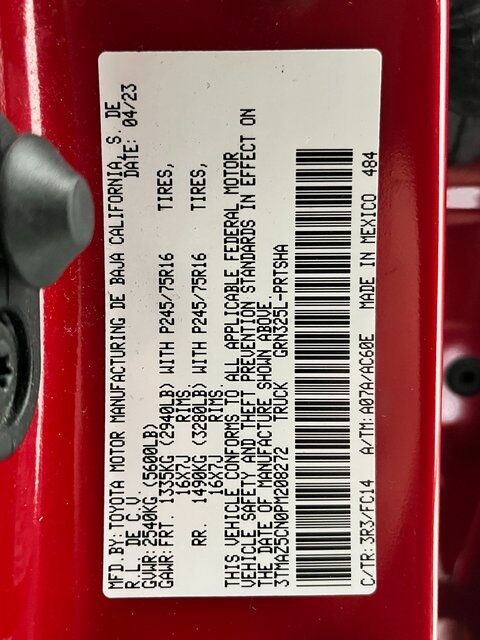 MFD.BY: TOYOTA MOTOR MANUFACTURING DE BAJA CALIFORNIA, S. DE
R.L. DE C.V. DATE: 04/23
GVWR: 2540KG (5600LB)
GAWR: FRT. 1335KG (2940LB) WITH P245/75R16 TIRES,
16X7J RIMS.
RR. 1490KG (3280LB) WITH P245/75R16 TIRES,
16X7J RIMS.
THIS VEHICLE CONFORMS TO ALL APPLICABLE FEDERAL MOTOR
VEHICLE SAFETY AND THEFT PREVENTION STANDARDS IN EFFECT ON
THE DATE OF MANUFACTURE SHOWN ABOVE.
3TMAZ5CN0PM208272 TRUCK GRN325L-PRTSHA
C/TR: 3R3/FC14 A/TM: A07A/AC60E MADE IN MEXICO 484